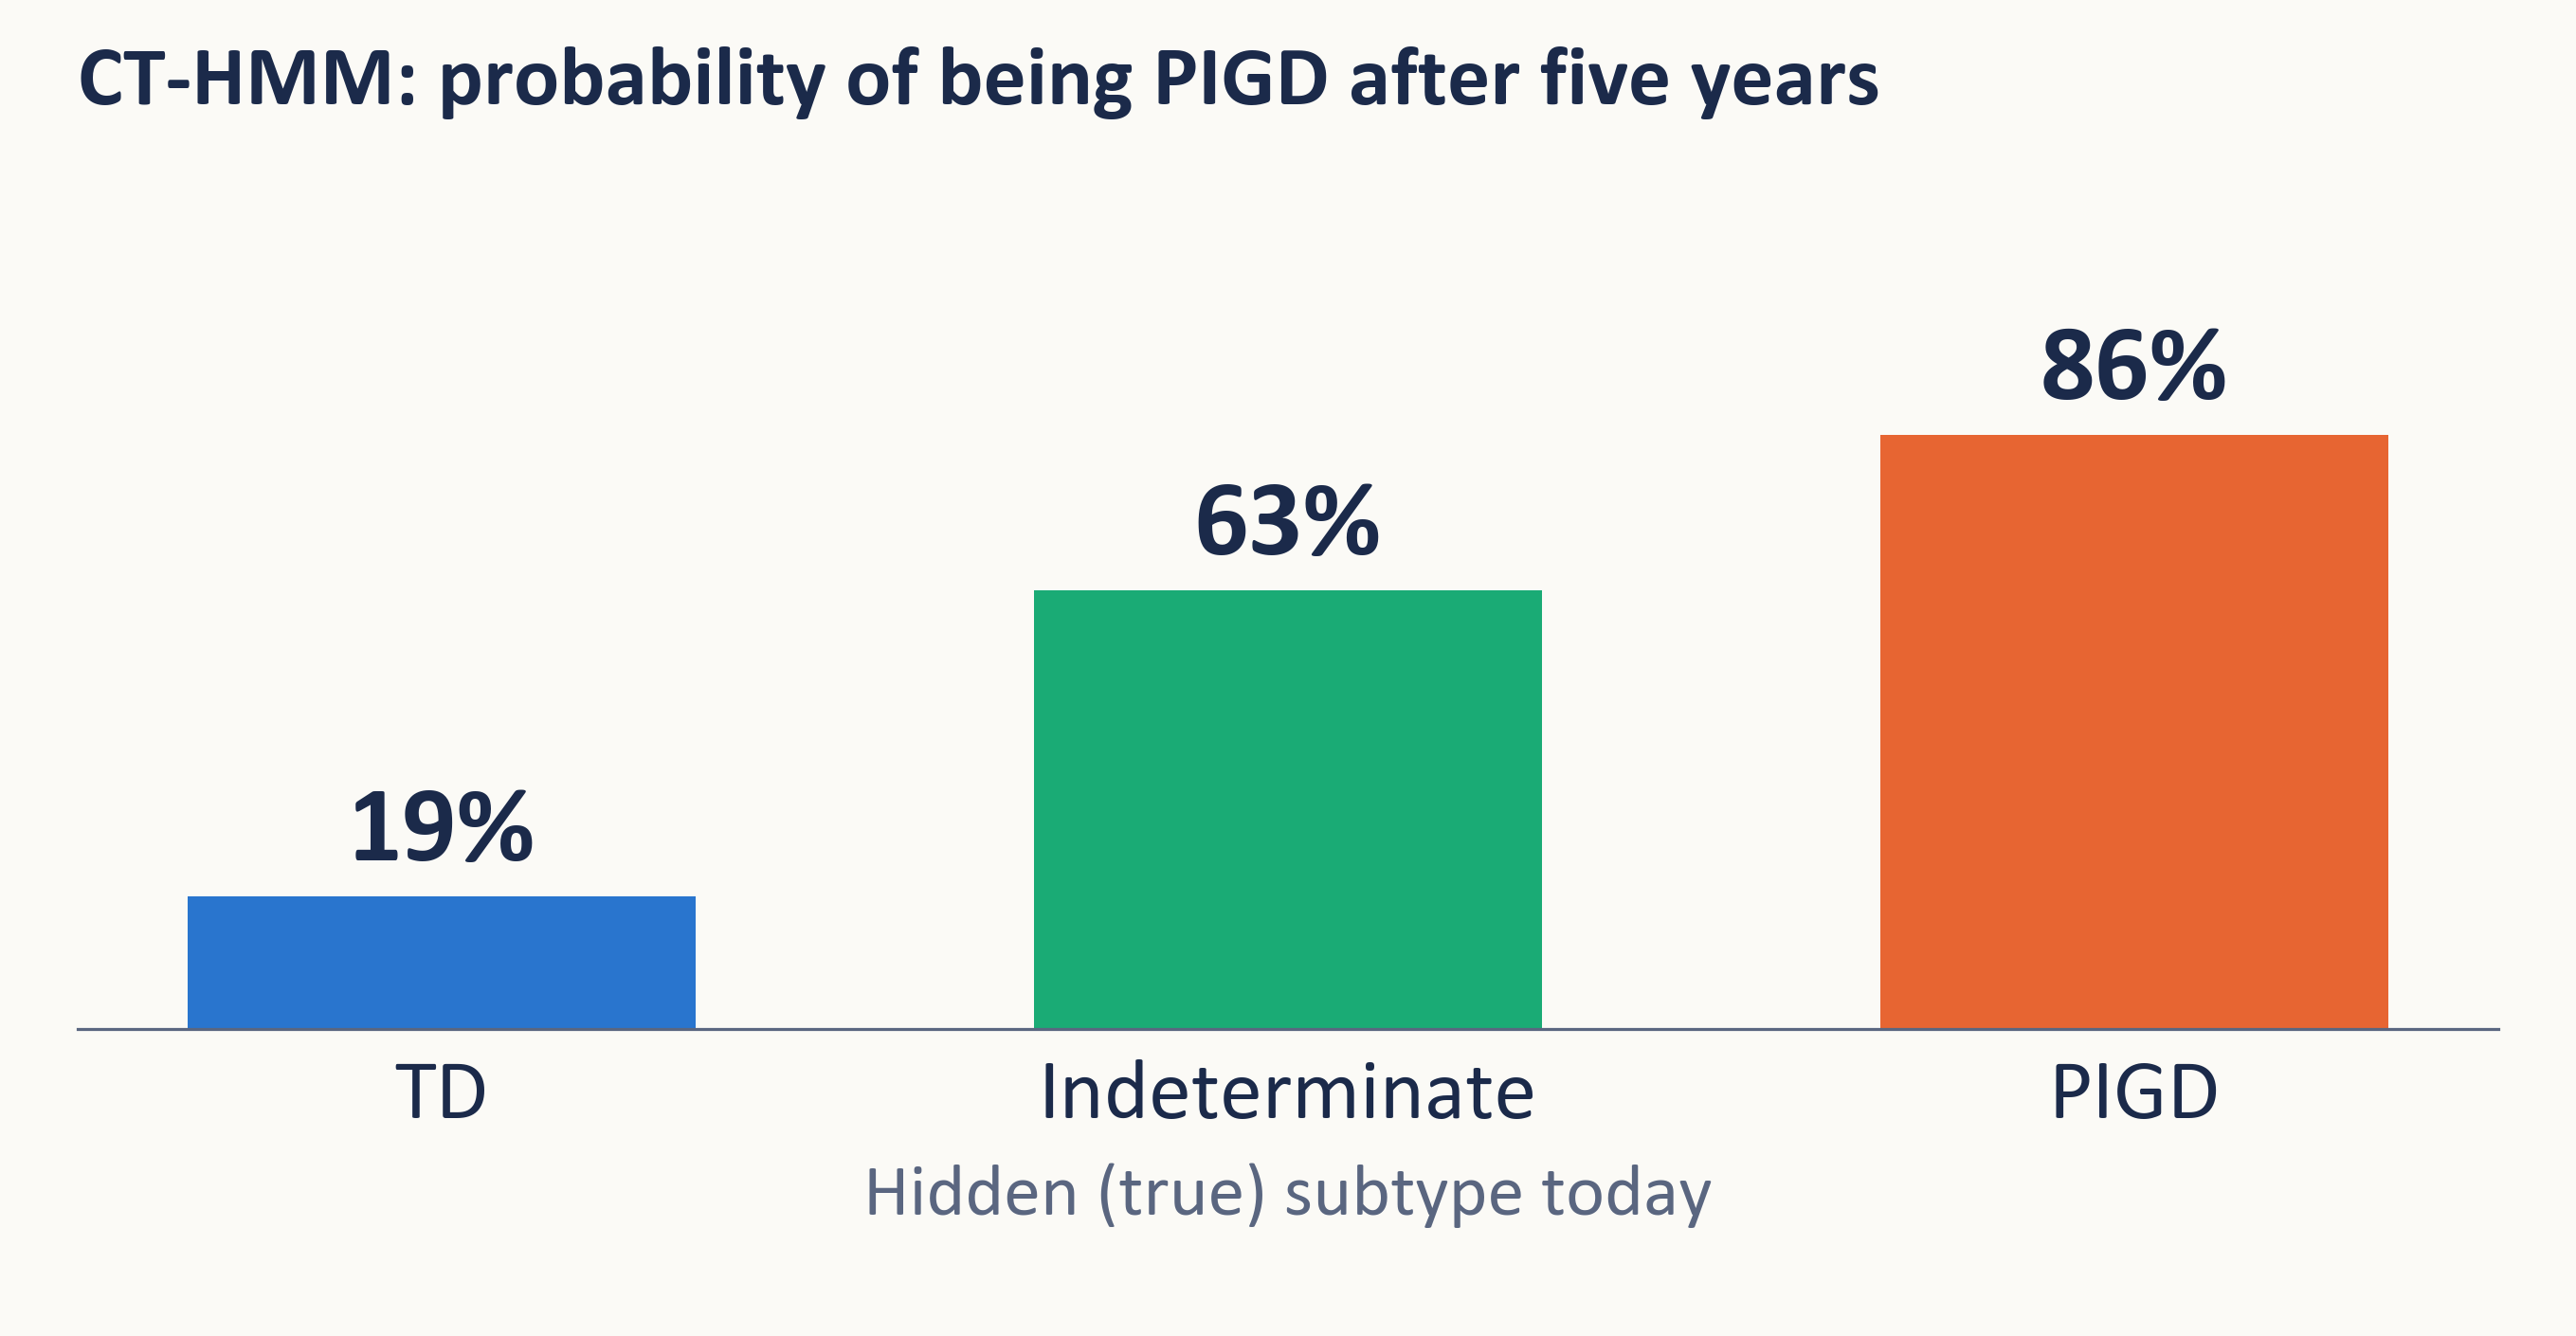 CT-HMM: probability of being PIGD after five years
86%
63%
19%
TD Indeterminate PIGD
Hidden (true) subtype today